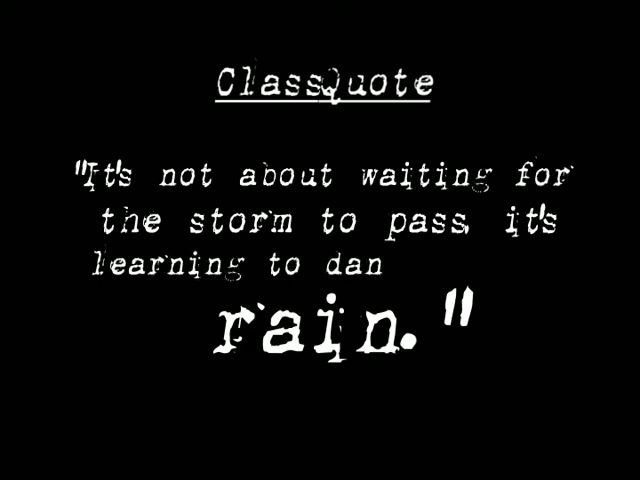 ClassQuote
"It's not about waiting for
the storm to pass, it's
learning to dan
rain."